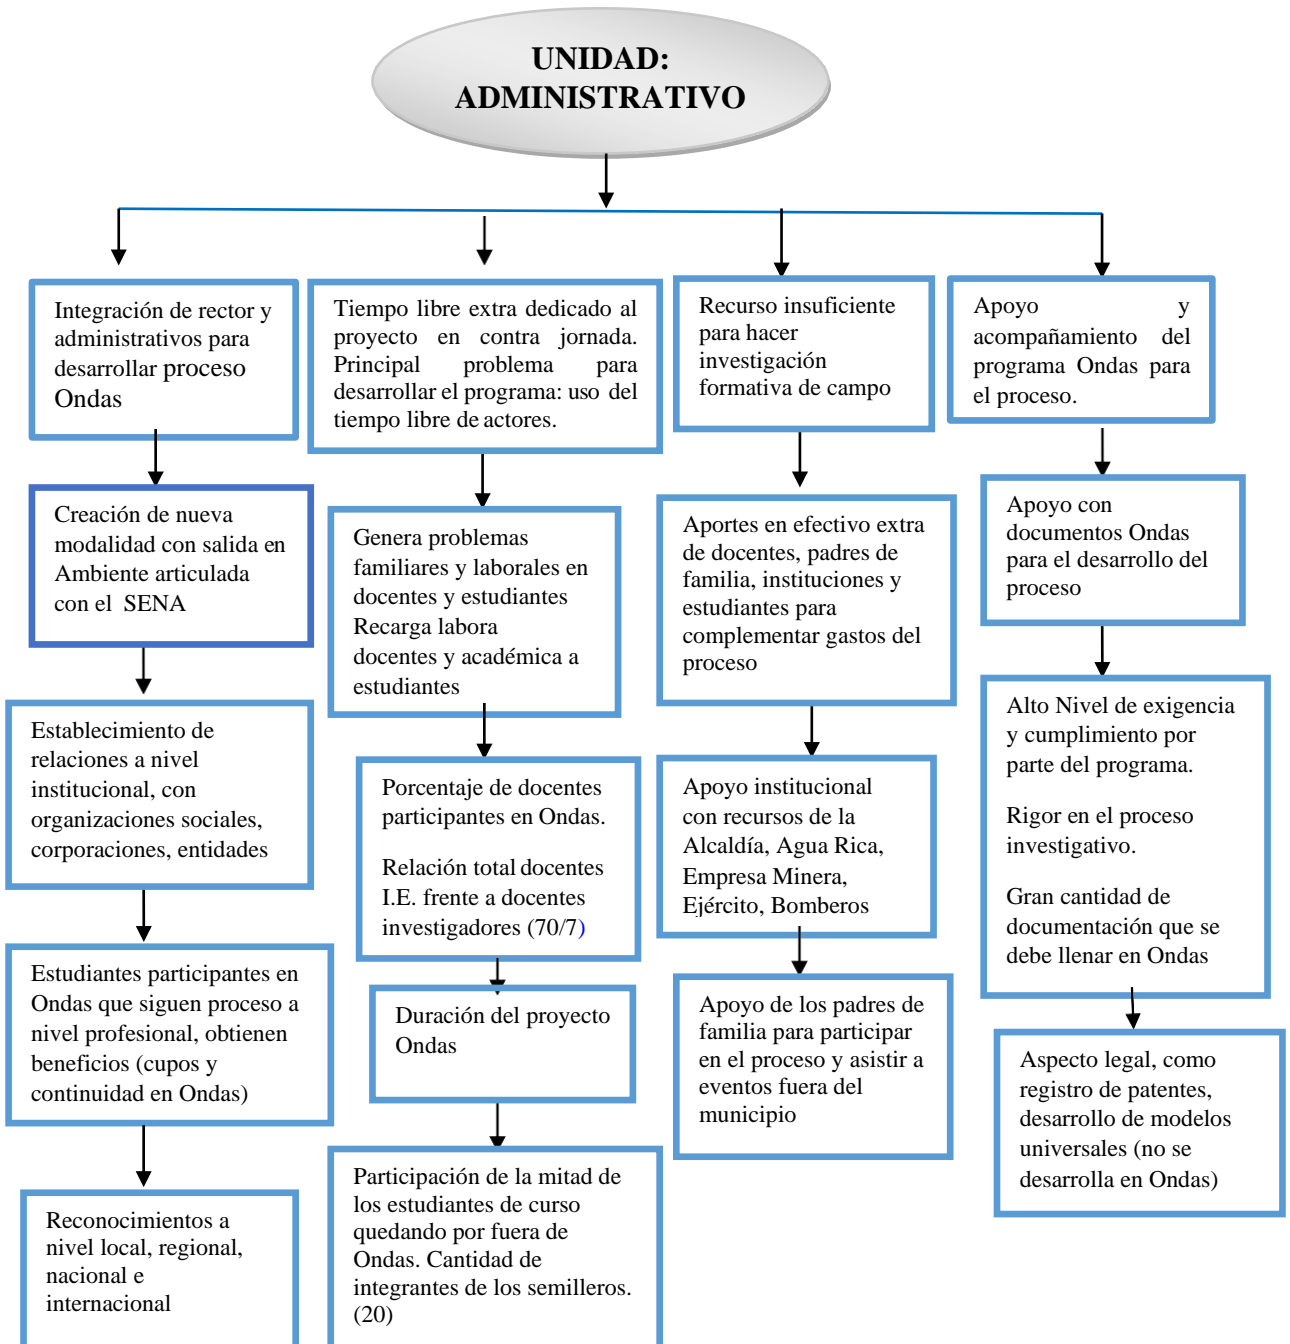 UNIDAD:
ADMINISTRATIVO
Integración de rector y
administrativos para
desarrollar proceso
Ondas
Creación de nueva
modalidad con salida en
Ambiente articulada
con el SENA
Establecimiento de
relaciones a nivel
institucional, con
organizaciones sociales,
corporaciones, entidades
Estudiantes participantes en
Ondas que siguen proceso a
nivel profesional, obtienen
beneficios (cupos y
continuidad en Ondas)
Reconocimientos a
nivel local, regional,
nacional e
internacional
Tiempo libre extra dedicado al
proyecto en contra jornada.
Principal problema para
desarrollar el programa: uso del
tiempo libre de actores.
Genera problemas
familiares y laborales en
docentes y estudiantes
Recarga labora
docentes y académica a
estudiantes
Porcentaje de docentes
participantes en Ondas.
Relación total docentes
I.E. frente a docentes
investigadores (70/7)
Duración del proyecto
Ondas
Participación de la mitad de
los estudiantes de curso
quedando por fuera de
Ondas. Cantidad de
integrantes de los semilleros.
(20)
Recurso insuficiente
para hacer
investigación
formativa de campo
Aportes en efectivo extra
de docentes, padres de
familia, instituciones y
estudiantes para
complementar gastos del
proceso
Apoyo institucional
con recursos de la
Alcaldía, Agua Rica,
Empresa Minera,
Ejército, Bomberos
Apoyo de los padres de
familia para participar
en el proceso y asistir a
eventos fuera del
municipio
Apoyo y
acompañamiento del
programa Ondas para
el proceso.
Apoyo con
documentos Ondas
para el desarrollo del
proceso
Alto Nivel de exigencia
y cumplimiento por
parte del programa.
Rigor en el proceso
investigativo.
Gran cantidad de
documentación que se
debe llenar en Ondas
Aspecto legal, como
registro de patentes,
desarrollo de modelos
universales (no se
desarrolla en Ondas)